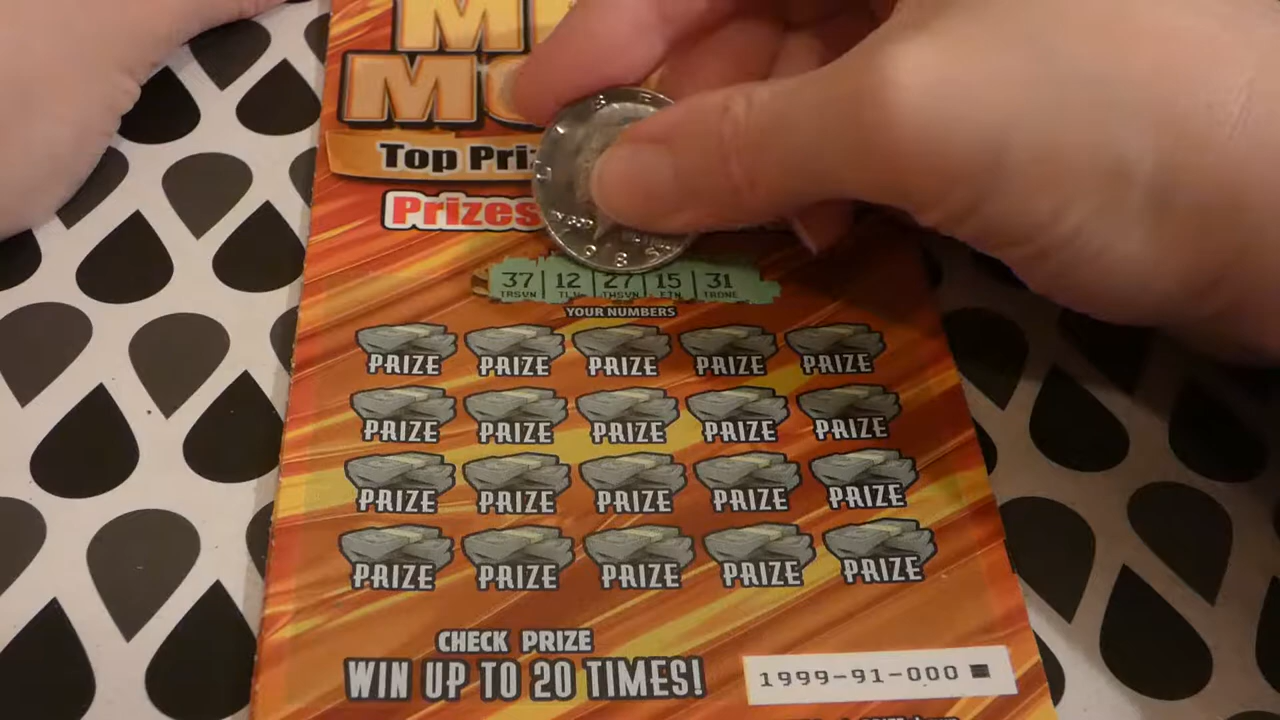 Top
Prizes
37 12 27 15 31
TRSVN THSVN TRONE
YOUR NUMBERS
PRIZE PRIZE PRIZE PRIZE PRIZE
PRIZE PRIZE PRIZE PRIZE PRIZE
PRIZE PRIZE PRIZE PRIZE PRIZE
PRIZE PRIZE PRIZE PRIZE PRIZE
CHECK PRIZE
WIN UP TO 20 TIMES!
1999-91-000